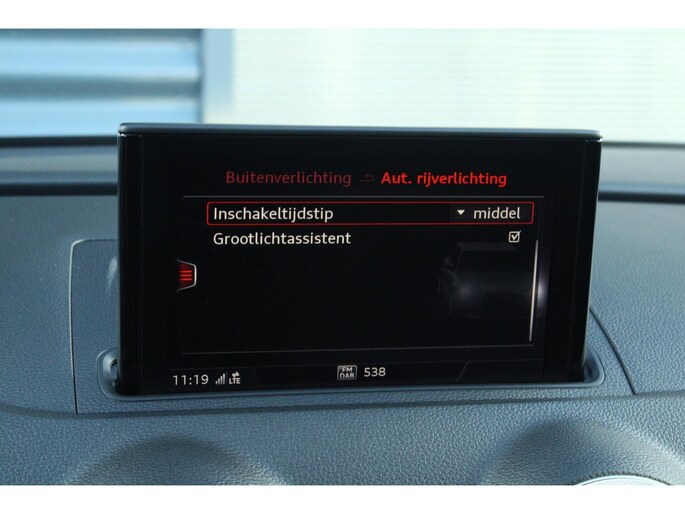 Buitenverlichting Aut. rijverlichting
Inschakeltijdstip middel
Grootlichtassistent
11:19 LTE FM DAB 538